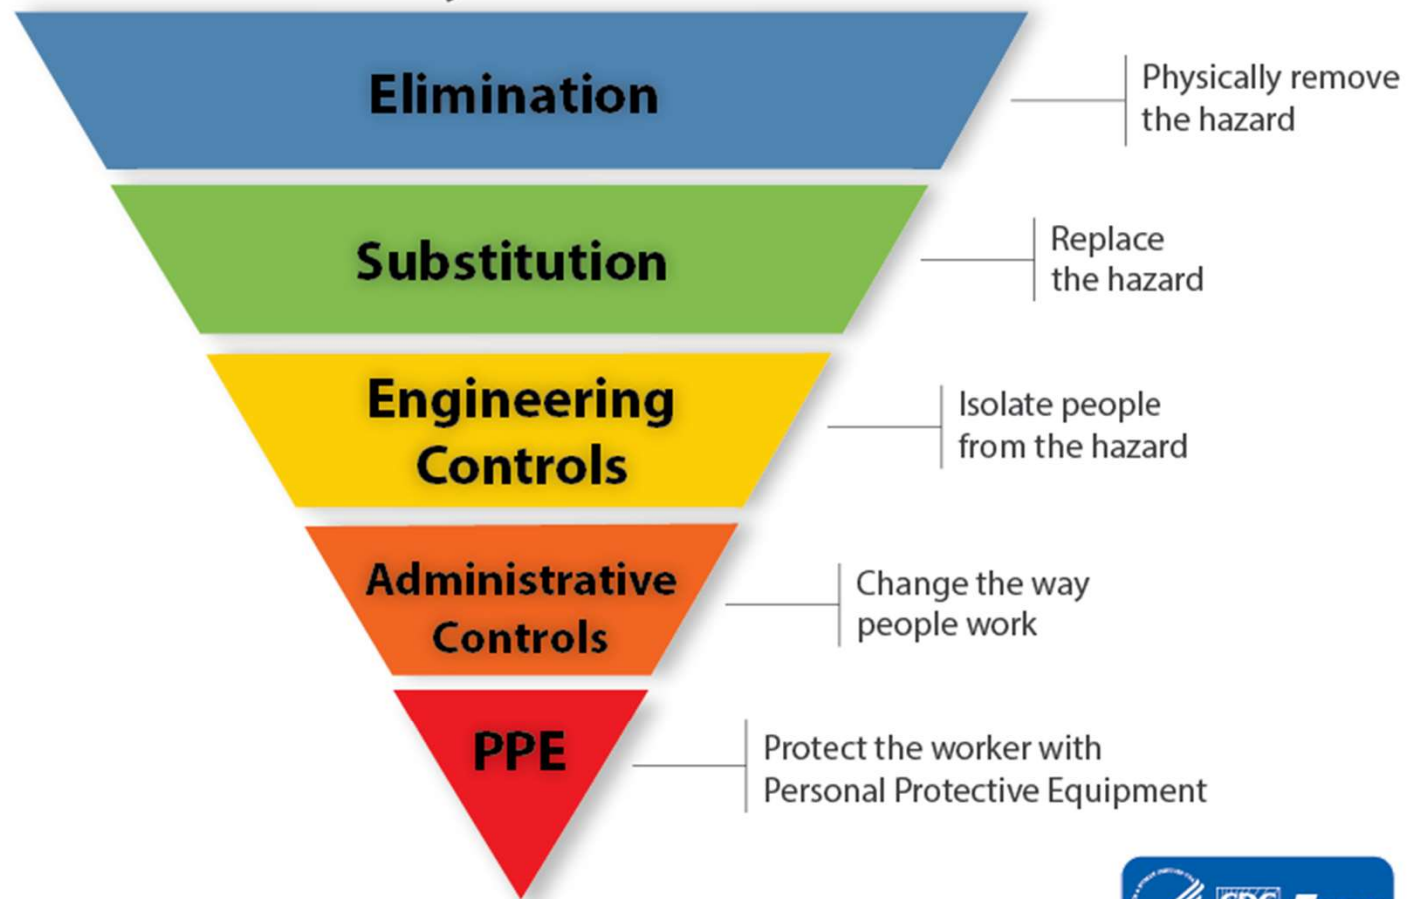 Elimination
Physically remove
the hazard
Substitution
Replace
the hazard
Engineering
Controls
Isolate people
from the hazard
Administrative
Controls
Change the way
people work
PPE
Protect the worker with
Personal Protective Equipment
CDC